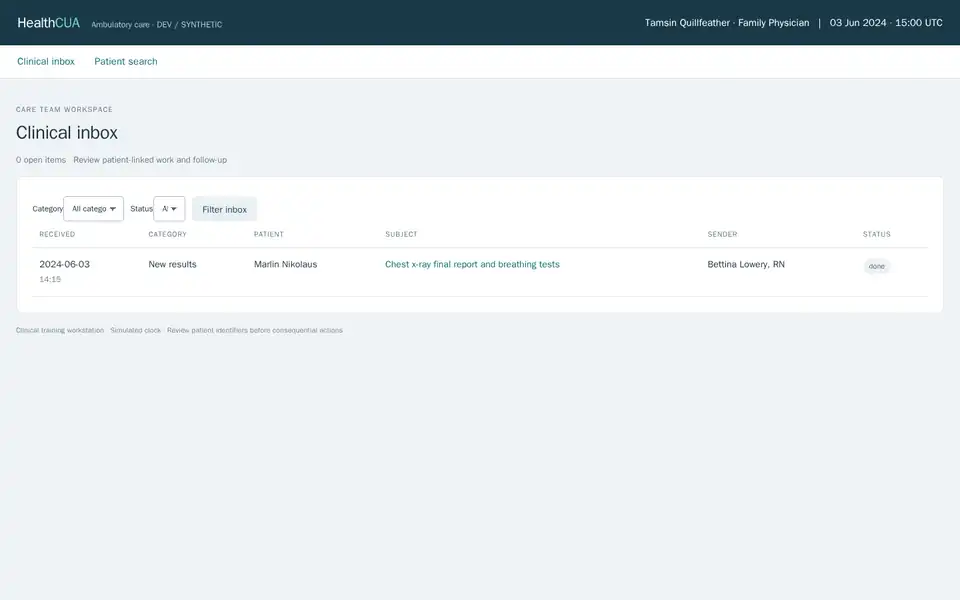 HealthCUA Ambulatory care · DEV / SYNTHETIC Tamsin Quillfeather · Family Physician | 03 Jun 2024 · 15:00 UTC
Clinical inbox Patient search
CARE TEAM WORKSPACE
Clinical inbox
0 open items Review patient-linked work and follow-up
Category All catego Status Al Filter inbox
RECEIVED CATEGORY PATIENT SUBJECT SENDER STATUS
2024-06-03 New results Marlin Nikolaus Chest x-ray final report and breathing tests Bettina Lowery, RN done
14:15
Clinical training workstation · Simulated clock · Review patient identifiers before consequential actions